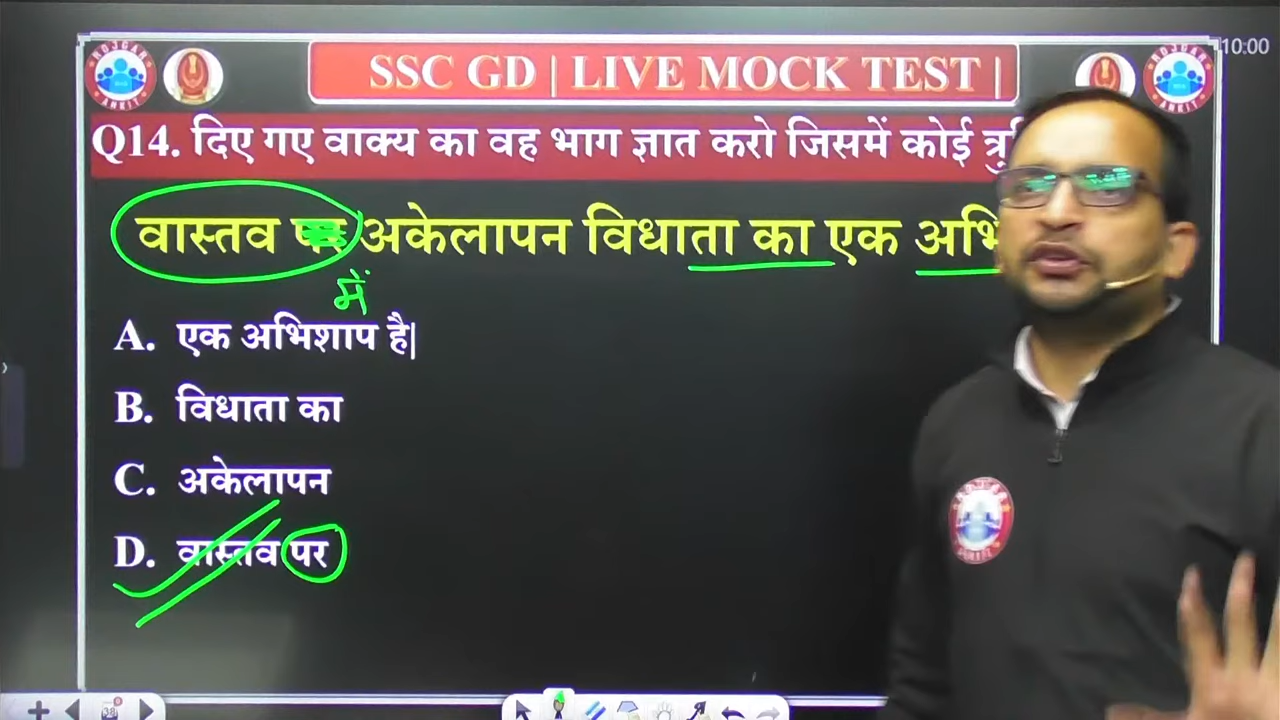 10:00
SSC GD | LIVE MOCK TEST |
Q14. दिए गए वाक्य का वह भाग ज्ञात करो जिसमें कोई
वास्तव पर अकेलापन विधाता का एक
में
A. एक अभिशाप है|
B. विधाता का
C. अकेलापन
D. वास्तव पर